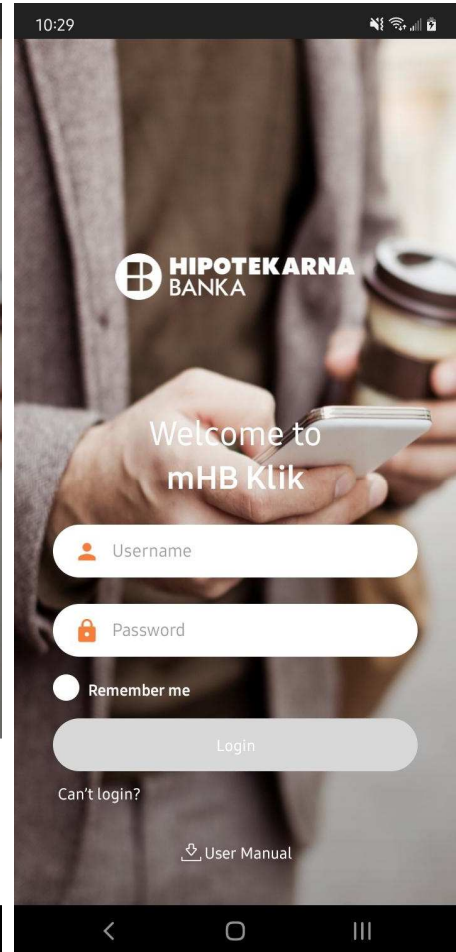 10:29
HIPOTEKARNA
BANKA
Welcome to
mHB Klik
Username
Password
Remember me
Login
Can't login?
User Manual